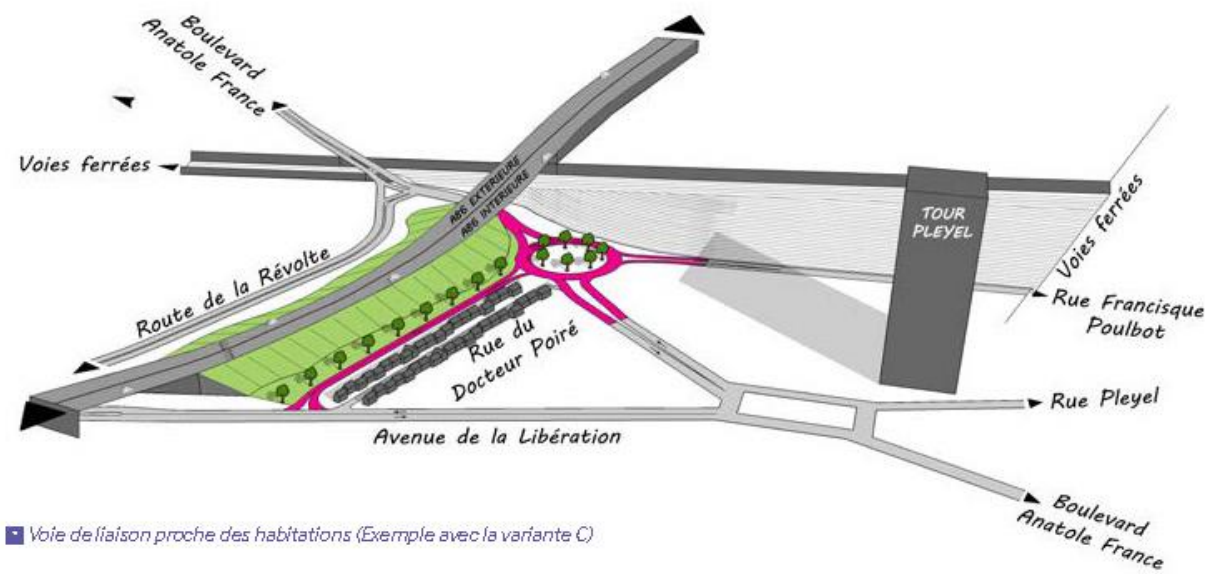 Boulevard
Anatole France
Voies ferrées
A86 EXTERIEURE
A86 INTERIEURE
TOUR
PLEYEL
Voies ferrées
Route de la Révolte
Rue Francisque
Poulbot
Rue du
Docteur Poiré
Rue Pleyel
Avenue de la Libération
Boulevard
Anatole France
Voie de liaison proche des habitations (Exemple avec la variante C)